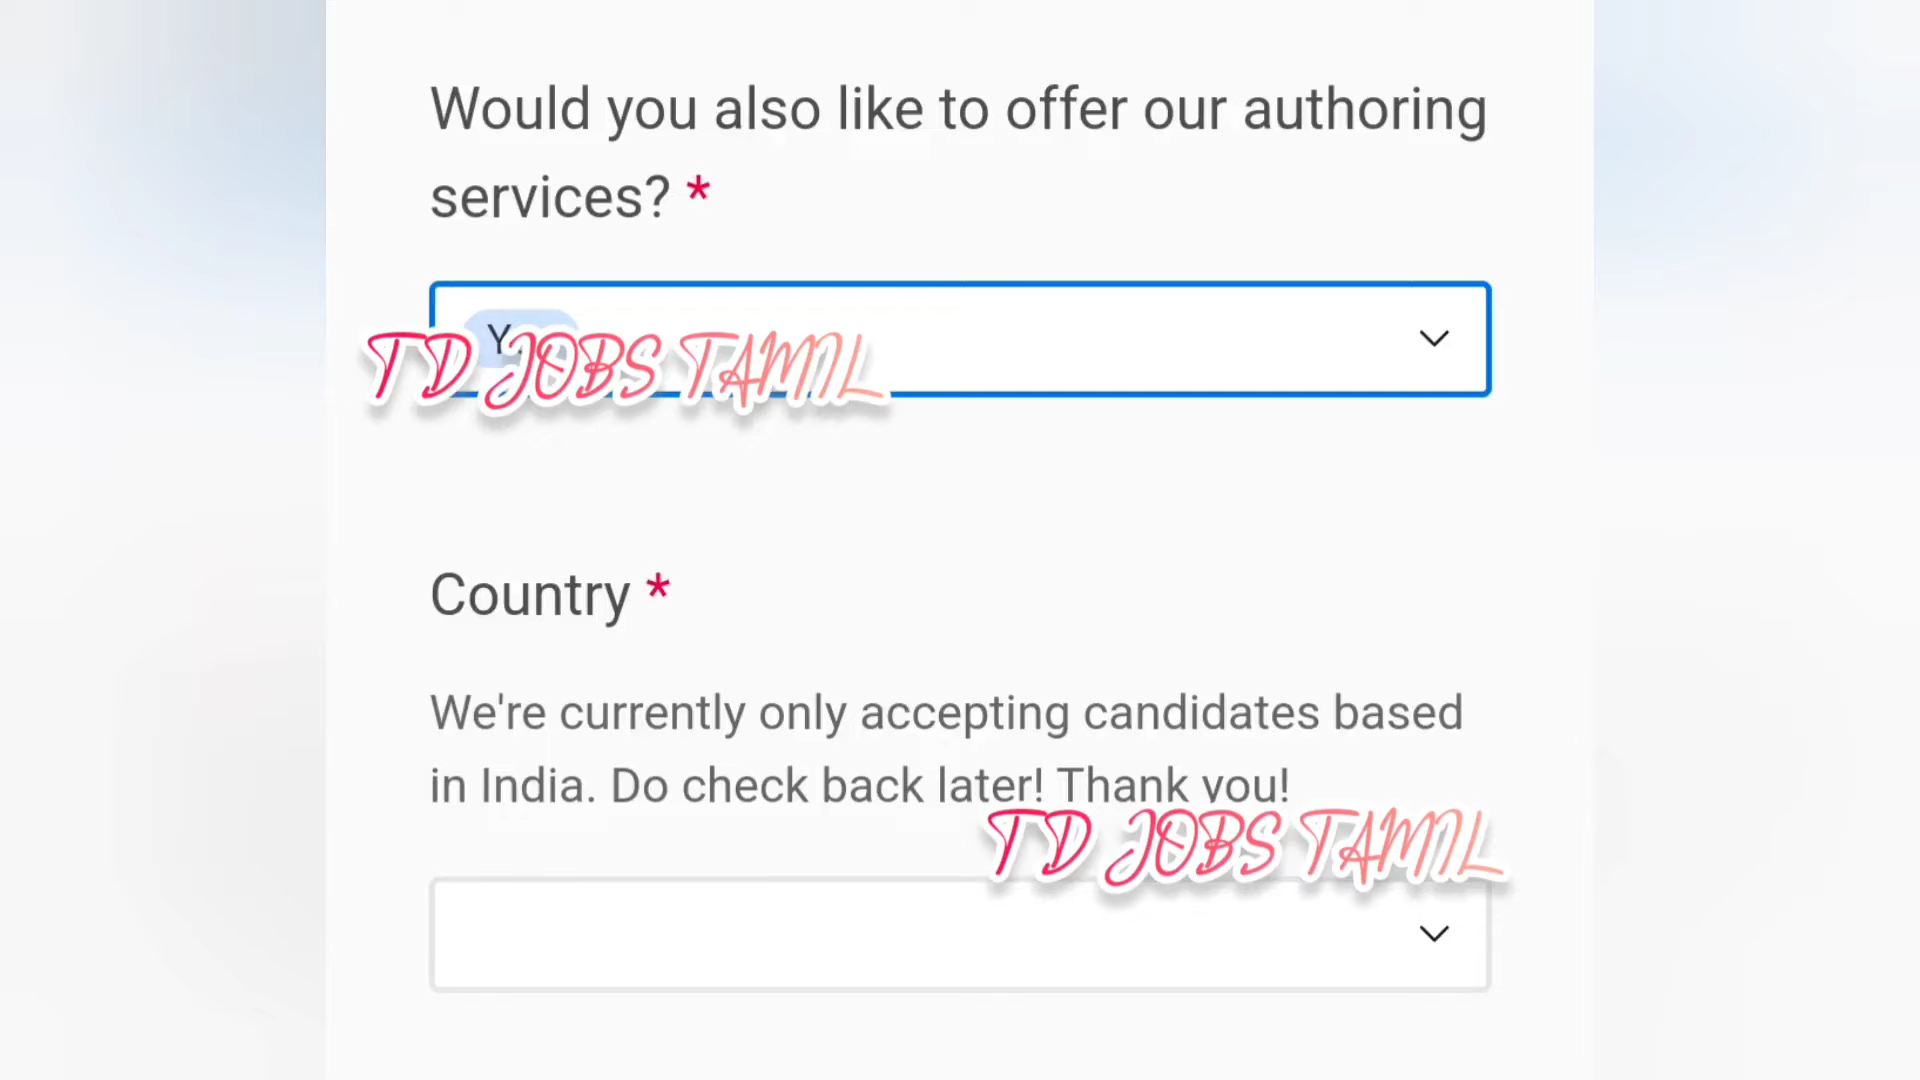 Would you also like to offer our authoring
services? *
TD JOBS TAMIL
Country *
We're currently only accepting candidates based
in India. Do check back later! Thank you!
TD JOBS TAMIL